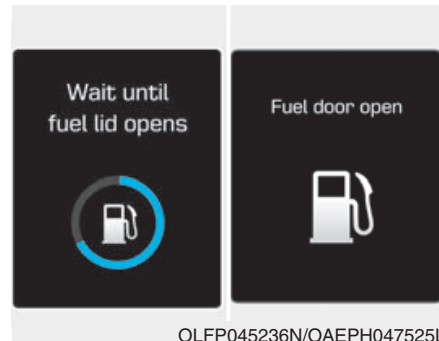 Wait until
fuel lid opens
Fuel door open
OLFP045236N/OAEPH047525L